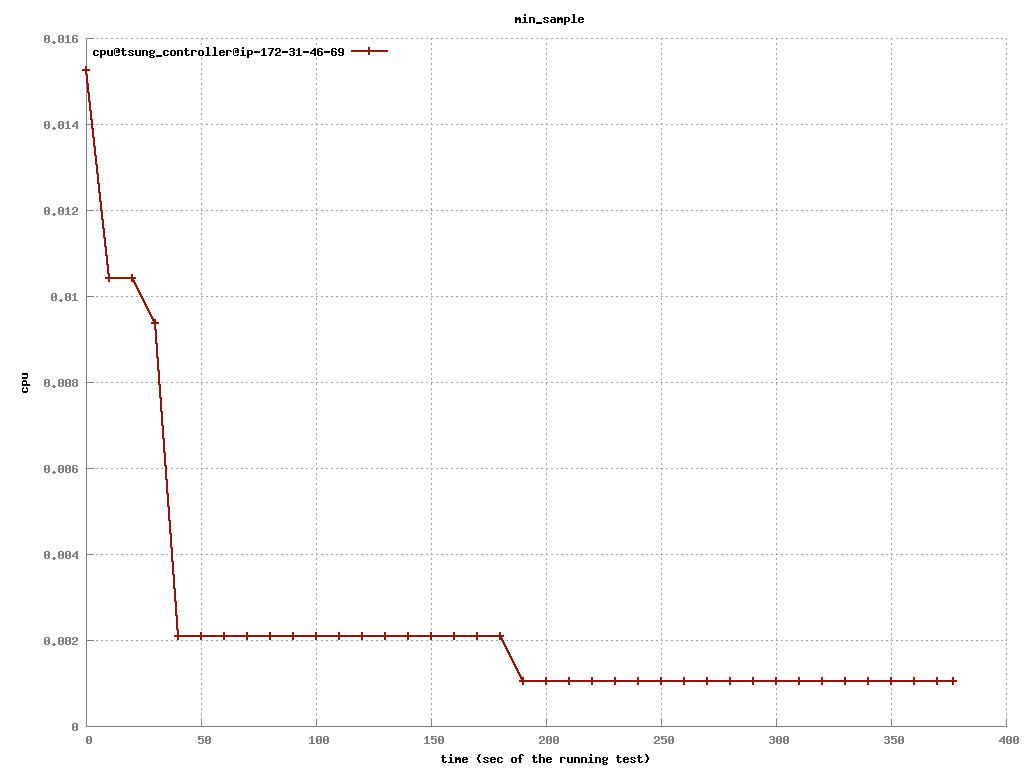 min_sample
0.016
cpu@tsung_controller@ip-172-31-46-69
0.014
0.012
0.01
cpu
0.008
0.006
0.004
0.002
0
0 50 100 150 200 250 300 350 400
time (sec of the running test)